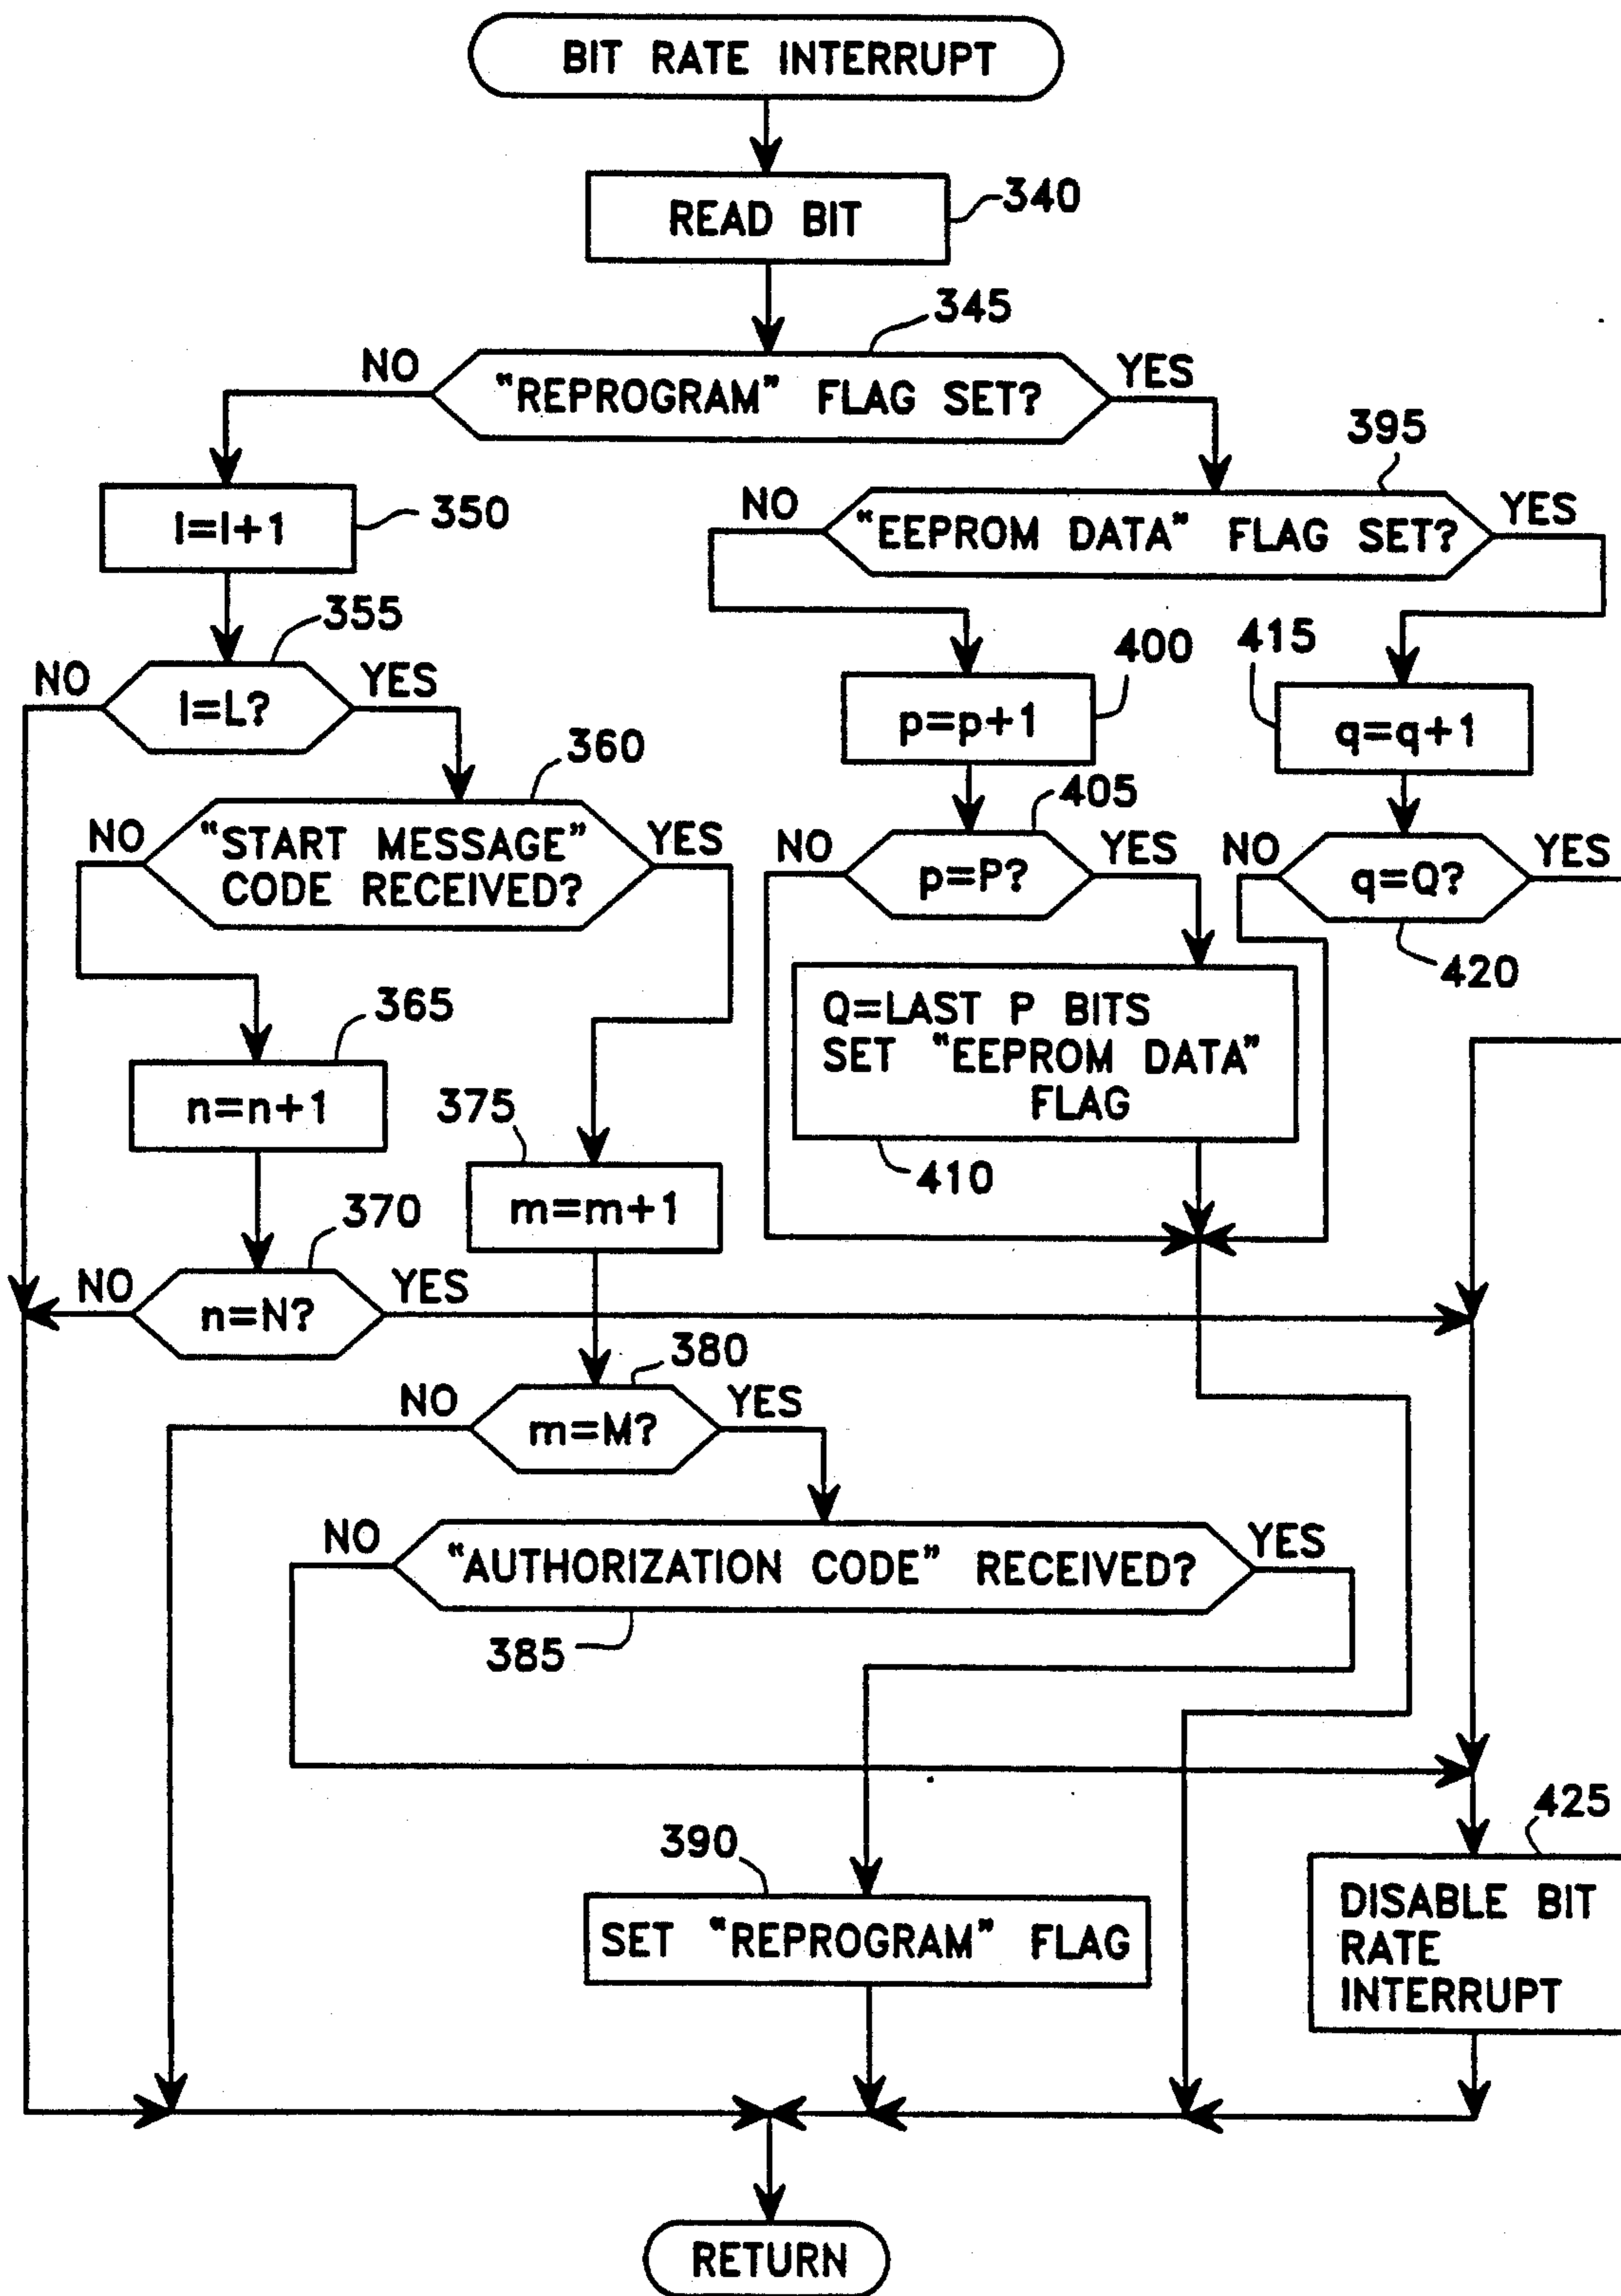 BIT RATE INTERRUPT
READ BIT
340
345
NO
"REPROGRAM" FLAG SET?
YES
395
NO
"EEPROM DATA" FLAG SET?
YES
l=l+1
350
355
NO
l=L?
YES
400
p=p+1
415
q=q+1
360
NO
"START MESSAGE"
CODE RECEIVED?
YES
405
NO
p=P?
YES
NO
q=Q?
YES
420
365
n=n+1
Q=LAST P BITS
SET "EEPROM DATA"
FLAG
410
375
m=m+1
370
NO
n=N?
YES
380
NO
m=M?
YES
NO
"AUTHORIZATION CODE" RECEIVED?
YES
385
390
SET "REPROGRAM" FLAG
425
DISABLE BIT
RATE
INTERRUPT
RETURN